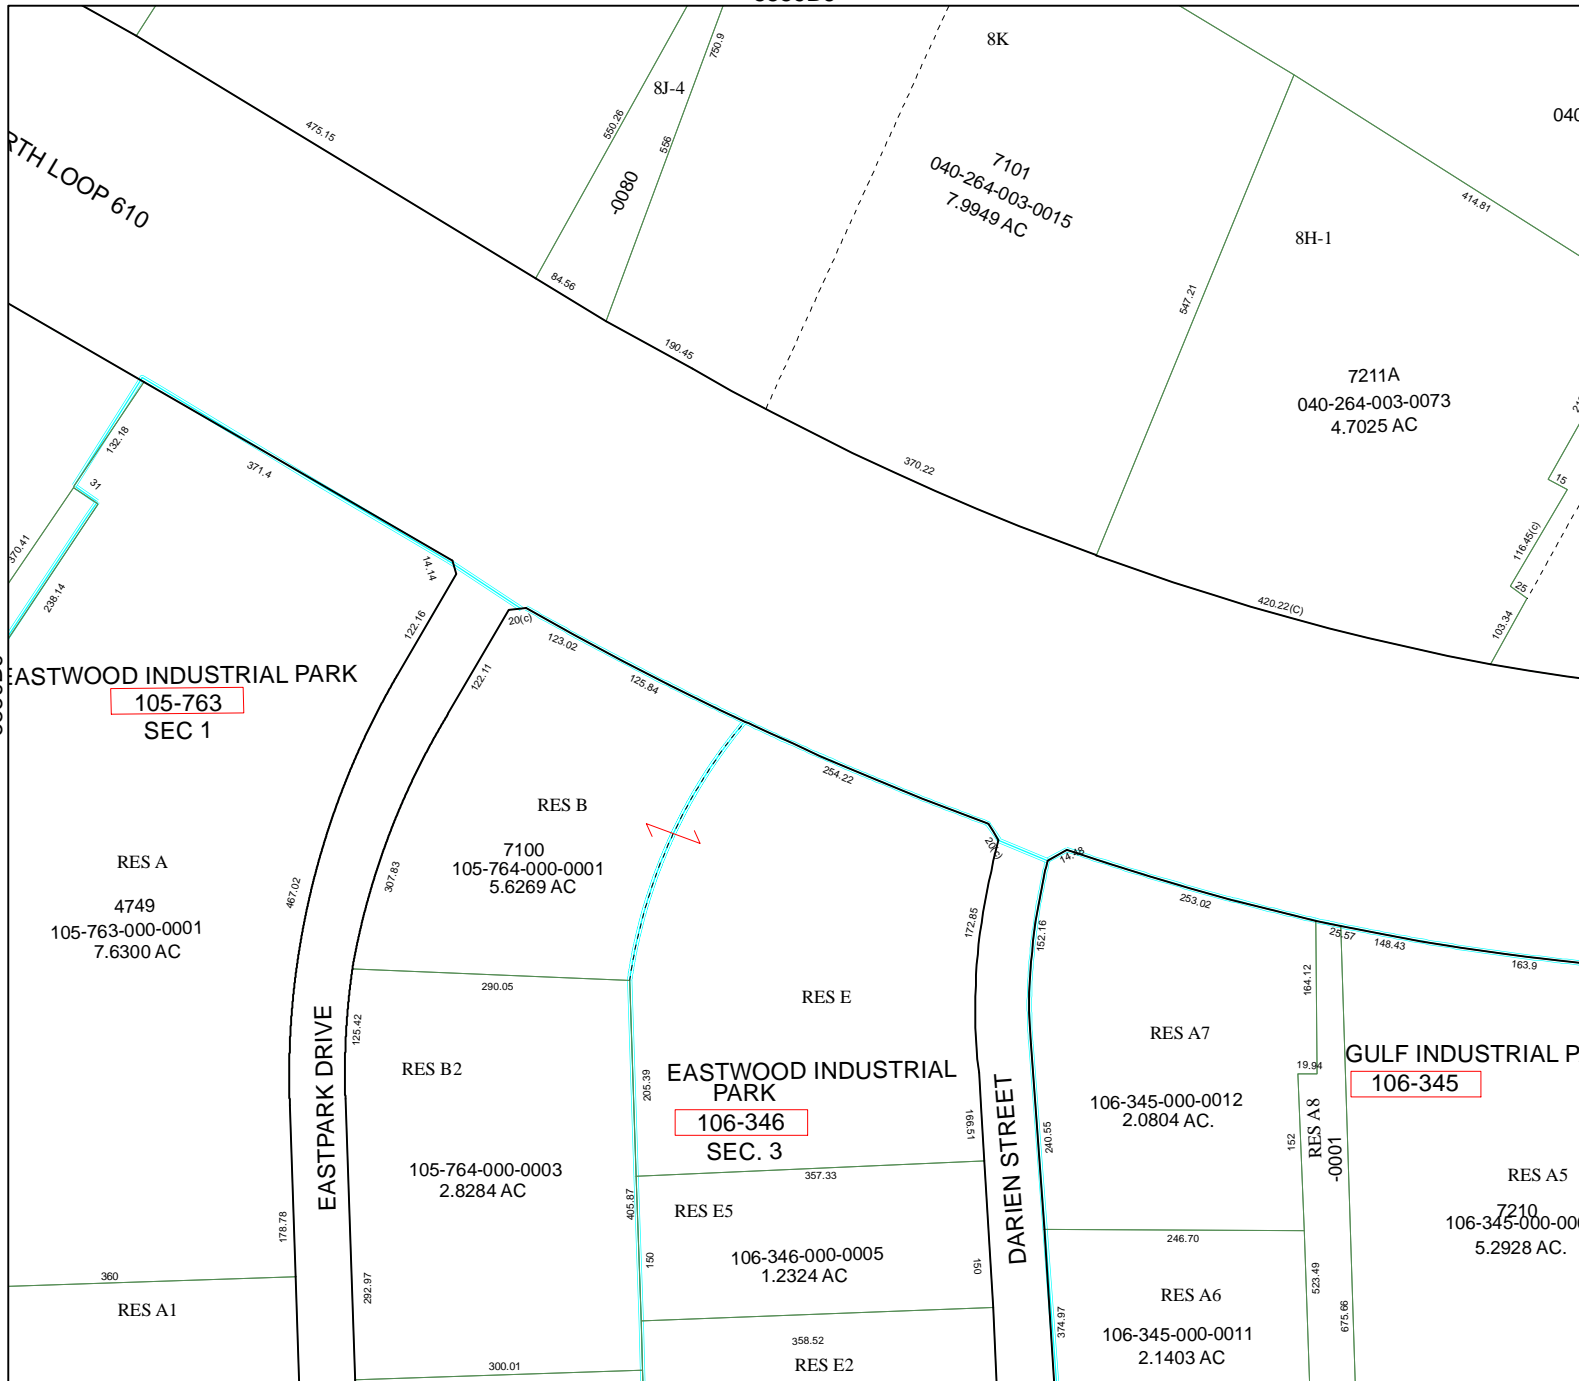 8K
750.9
8J-4
040
475.15
550.26
556
RTH LOOP 610
7101
040-264-003-0015
7.9949 AC
-0080
414.81
8H-1
84.56
547.21
190.45
7211A
040-264-003-0073
4.7025 AC
132.18
371.4
31
370.41
238.14
370.22
15
116.45(c)
25
420.22(C)
103.34
14.14
122.16
20(c)
123.02
122.11
125.84
EASTWOOD INDUSTRIAL PARK
105-763
SEC 1
254.22
RES B
7100
105-764-000-0001
5.6269 AC
307.83
RES A
4749
105-763-000-0001
7.6300 AC
467.02
20(c)
14.48
253.02
172.85
152.16
25.57
148.43
163.9
164.12
290.05
125.42
RES E
EASTPARK DRIVE
RES B2
205.39
EASTWOOD INDUSTRIAL
PARK
106-346
SEC. 3
RES A7
106-345-000-0012
2.0804 AC.
19.94
GULF INDUSTRIAL P
106-345
166.51
240.55
DARIEN STREET
152
RES A8
-0001
105-764-000-0003
2.8284 AC
357.33
405.87
RES E5
RES A5
7210
106-345-000-00
5.2928 AC.
178.78
106-346-000-0005
1.2324 AC
150
150
246.70
360
RES A1
292.97
523.49
675.66
RES A6
106-345-000-0011
2.1403 AC
374.97
358.52
RES E2
300.01